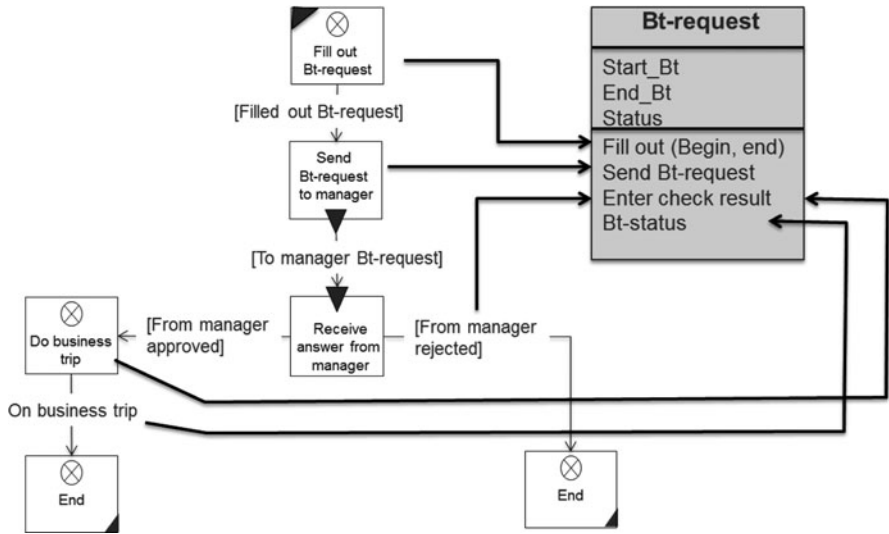 Fill out
Bt-request
[Filled out Bt-request]
Send
Bt-request
to manager
[To manager Bt-request]
Receive
answer from
manager
[From manager
approved]
[From manager
rejected]
Do business
trip
On business trip
End
End
Bt-request
Start_Bt
End_Bt
Status
Fill out (Begin, end)
Send Bt-request
Enter check result
Bt-status